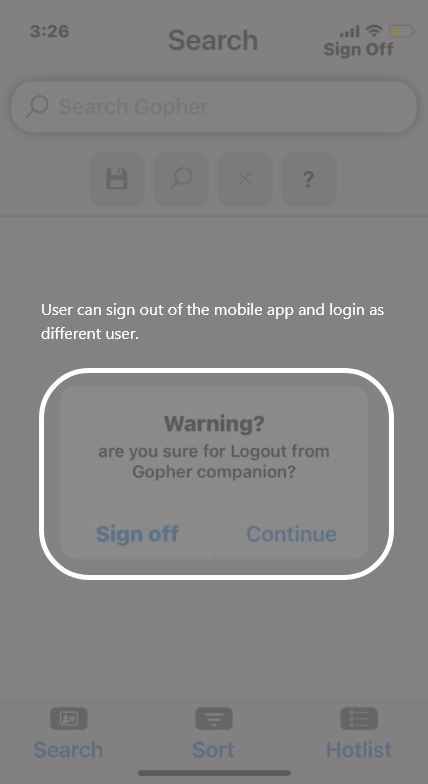 3:26
Search
Sign Off
Search Gopher
?
User can sign out of the mobile app and login as
different user.
Warning?
are you sure for Logout from
Gopher companion?
Sign off Continue
Search Sort Hotlist